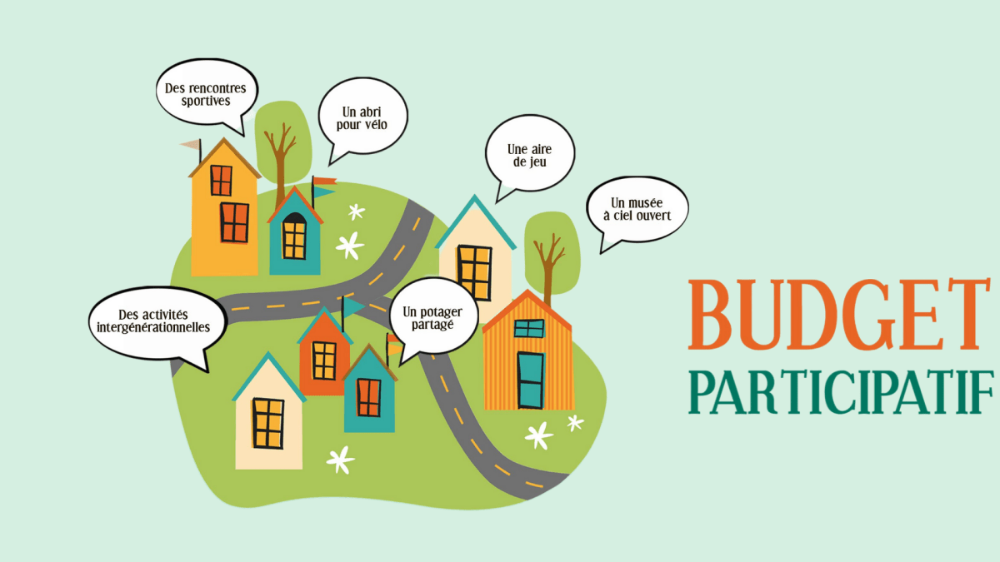 Des rencontres
sportives
Un abri
pour vélo
Une aire
de jeu
Un musée
à ciel ouvert
Des activités
intergénérationnelles
Un potager
partagé
BUDGET
PARTICIPATIF